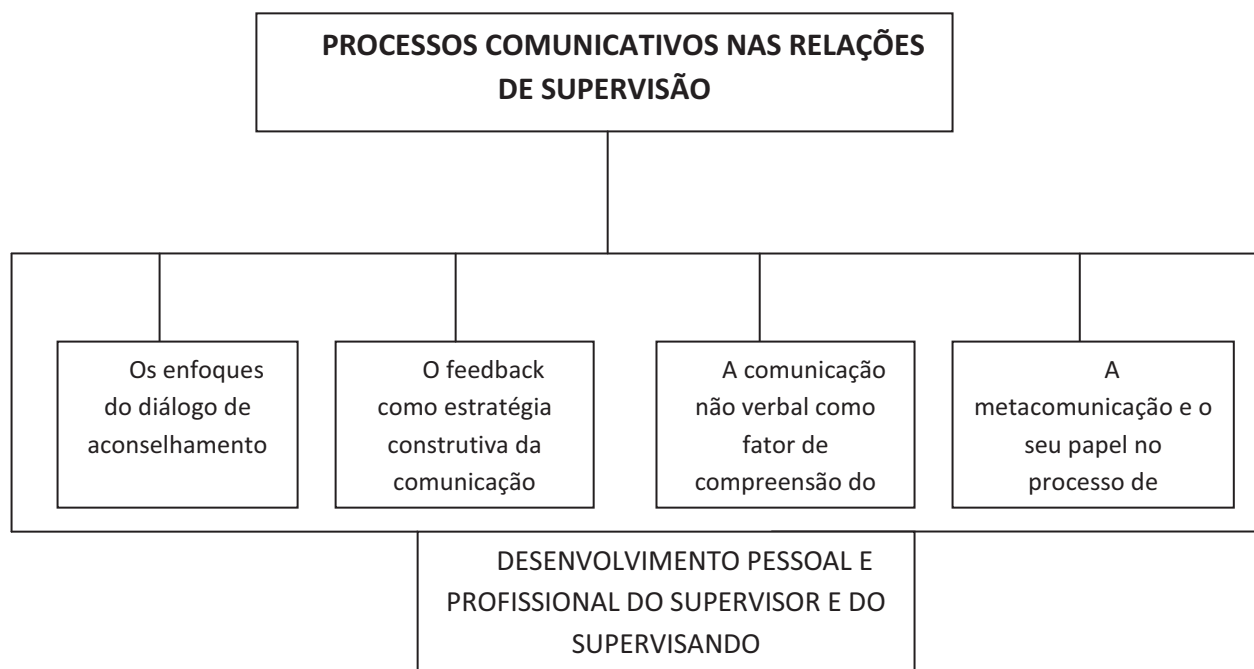 PROCESSOS COMUNICATIVOS NAS RELAÇÕES
DE SUPERVISÃO
Os enfoques
do diálogo de
aconselhamento
O feedback
como estratégia
construtiva da
comunicação
A comunicação
não verbal como
fator de
compreensão do
A
metacomunicação e o
seu papel no
processo de
DESENVOLVIMENTO PESSOAL E
PROFISSIONAL DO SUPERVISOR E DO
SUPERVISANDO